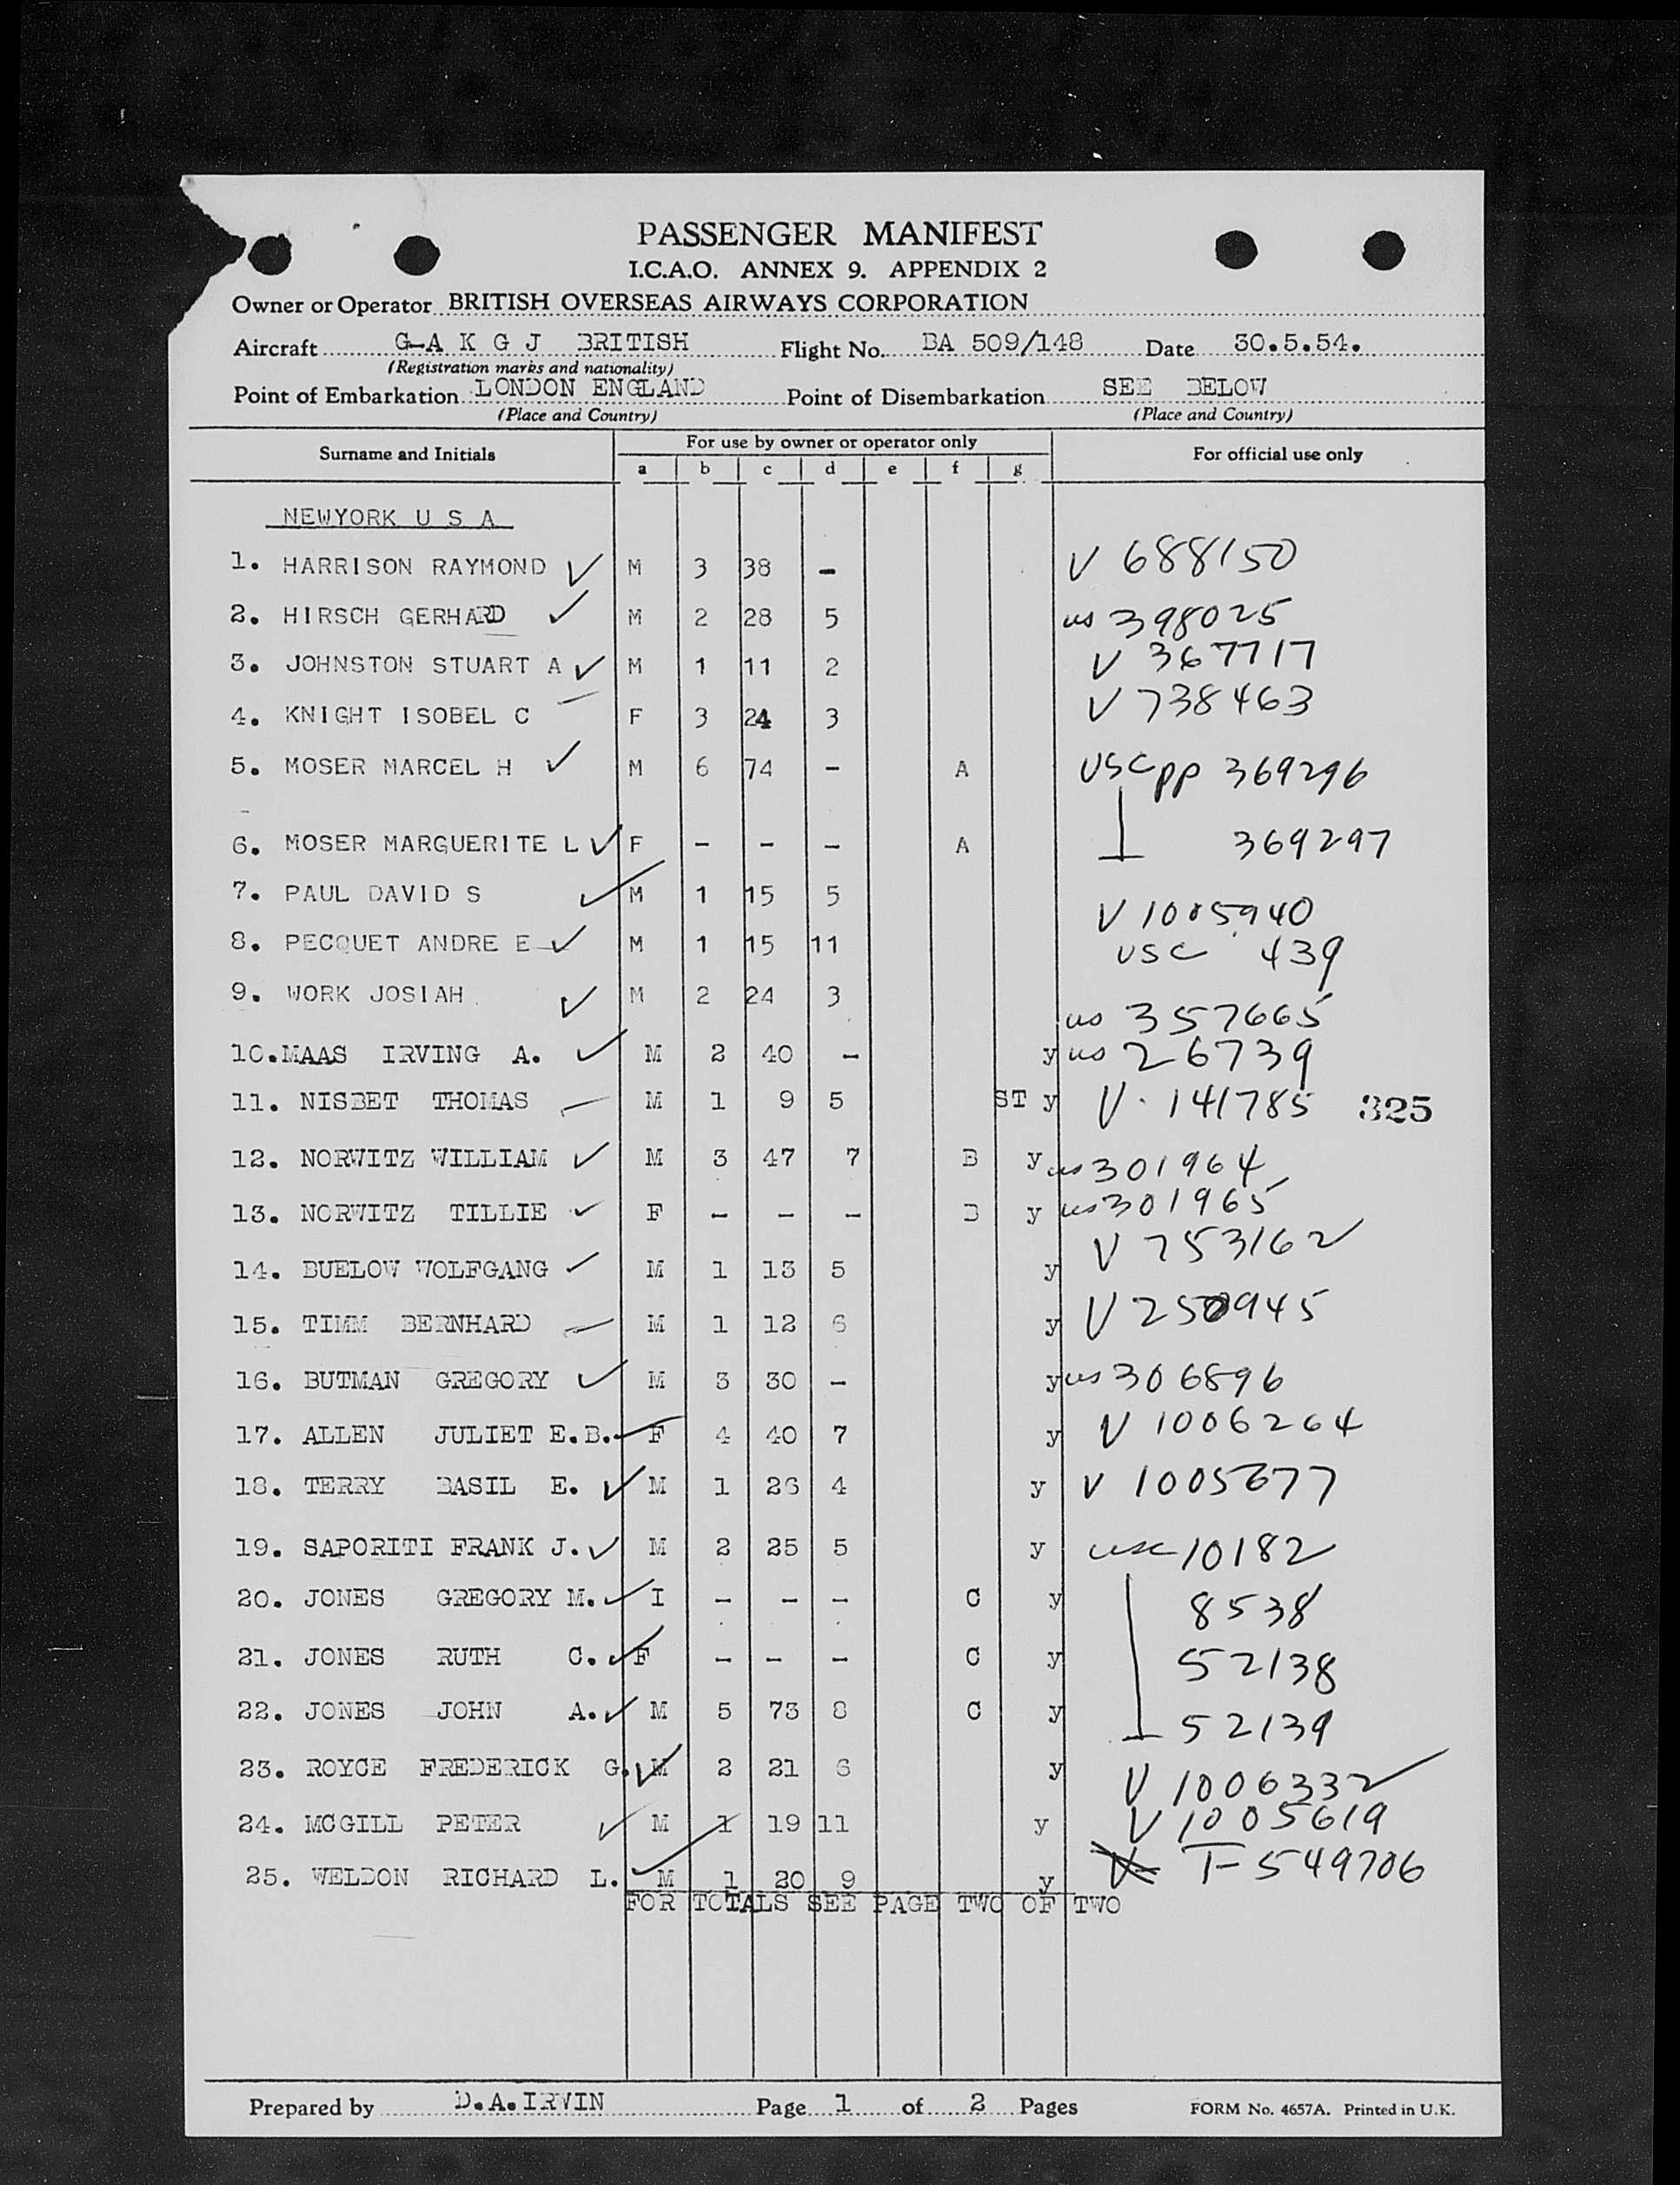 PASSENGER MANIFEST
I.C.A.O. ANNEX 9. APPENDIX 2
Owner or Operator BRITISH OVERSEAS AIRWAYS CORPORATION
Aircraft G-A K G J BRITISH Flight No. BA 509/148 Date 30.5.54.
(Registration marks and nationality)
Point of Embarkation LONDON ENGLAND Point of Disembarkation SEE BELOW
(Place and Country) (Place and Country)
Surname and Initials For use by owner or operator only For official use only
a b c d e f g
NEWYORK U S A
1. HARRISON RAYMOND ✓ M 3 38 - V 688150
2. HIRSCH GERHARD ✓ M 2 28 5 us 398025
3. JOHNSTON STUART A ✓ M 1 11 2 V 367717
4. KNIGHT ISOBEL C F 3 24 3 V 738463
5. MOSER MARCEL H ✓ M 6 74 - A USC pp 369296
6. MOSER MARGUERITE L ✓ F - - - A 369297
7. PAUL DAVID S ✓ M 1 15 5 V 1005940
8. PECQUET ANDRE E ✓ M 1 15 11 USC 439
9. WORK JOSIAH ✓ M 2 24 3 us 357665
10. MAAS IRVING A. ✓ M 2 40 - y us 26739
11. NISBET THOMAS M 1 9 5 ST y V. 141785 325
12. NORWITZ WILLIAM ✓ M 3 47 7 B y us 301964
13. NORWITZ TILLIE ✓ F - - - B y us 301965
14. BUELOW WOLFGANG ✓ M 1 13 5 y V 753162
15. TIMM BERNHARD M 1 12 6 y V 250945
16. BUTMAN GREGORY ✓ M 3 30 - y us 306896
17. ALLEN JULIET E.B. F 4 40 7 y V 1006264
18. TERRY BASIL E. ✓ M 1 26 4 y V 1005677
19. SAPORITI FRANK J. ✓ M 2 25 5 y usc 10182
20. JONES GREGORY M. ✓ I - - - C y 8538
21. JONES RUTH C. ✓ F - - - C y 52138
22. JONES JOHN A. ✓ M 5 73 8 C y 52139
23. ROYCE FREDERICK G. ✓ M 2 21 6 y V 1006332
24. MCGILL PETER ✓ M 1 19 11 y V 1005619
25. WELDON RICHARD L. ✓ M 1 20 9 y T-549706
FOR TOTALS SEE PAGE TWO OF TWO
Prepared by D.A.IRVIN Page 1 of 2 Pages FORM No. 4657A. Printed in U.K.